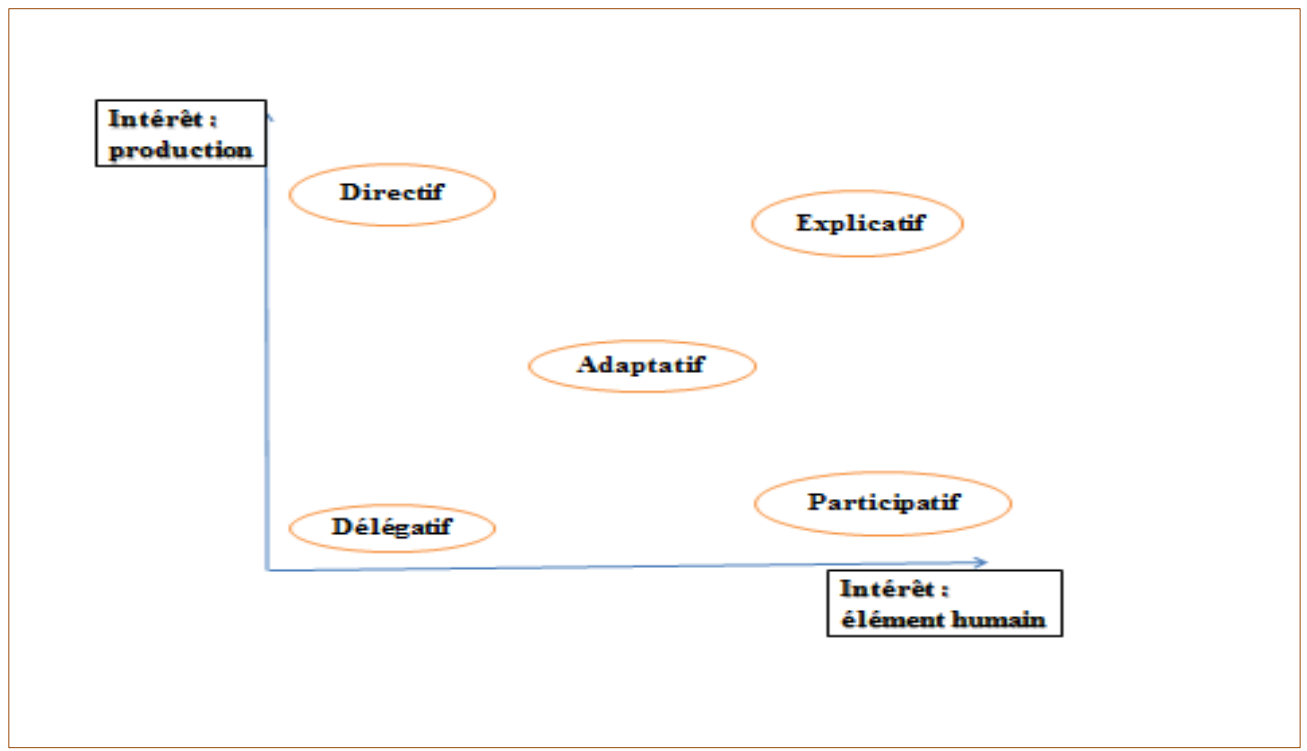 Intérêt :
production
Directif
Explicatif
Adaptatif
Participatif
Délégatif
Intérêt :
élément humain